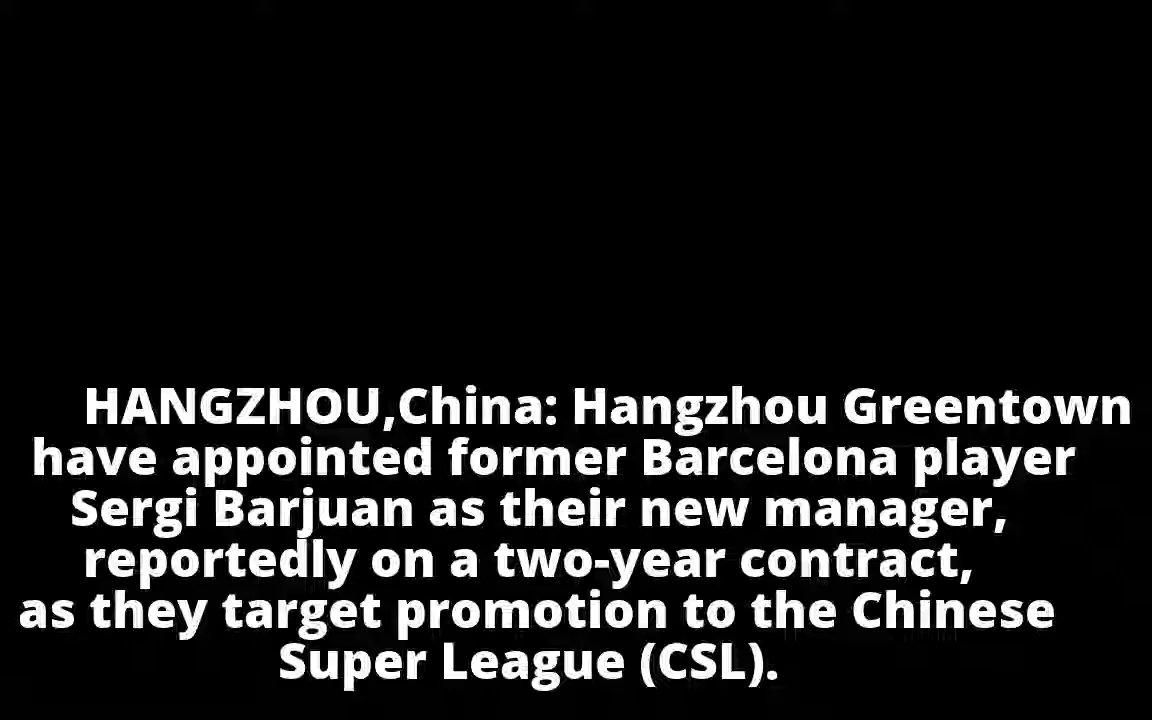 HANGZHOU,China: Hangzhou Greentown
have appointed former Barcelona player
Sergi Barjuan as their new manager,
reportedly on a two-year contract,
as they target promotion to the Chinese
Super League (CSL).